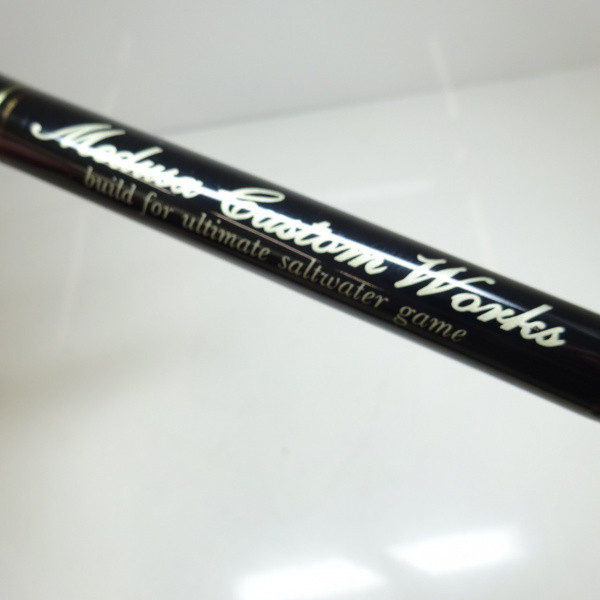 Medusa Custom Works
build for ultimate saltwater game